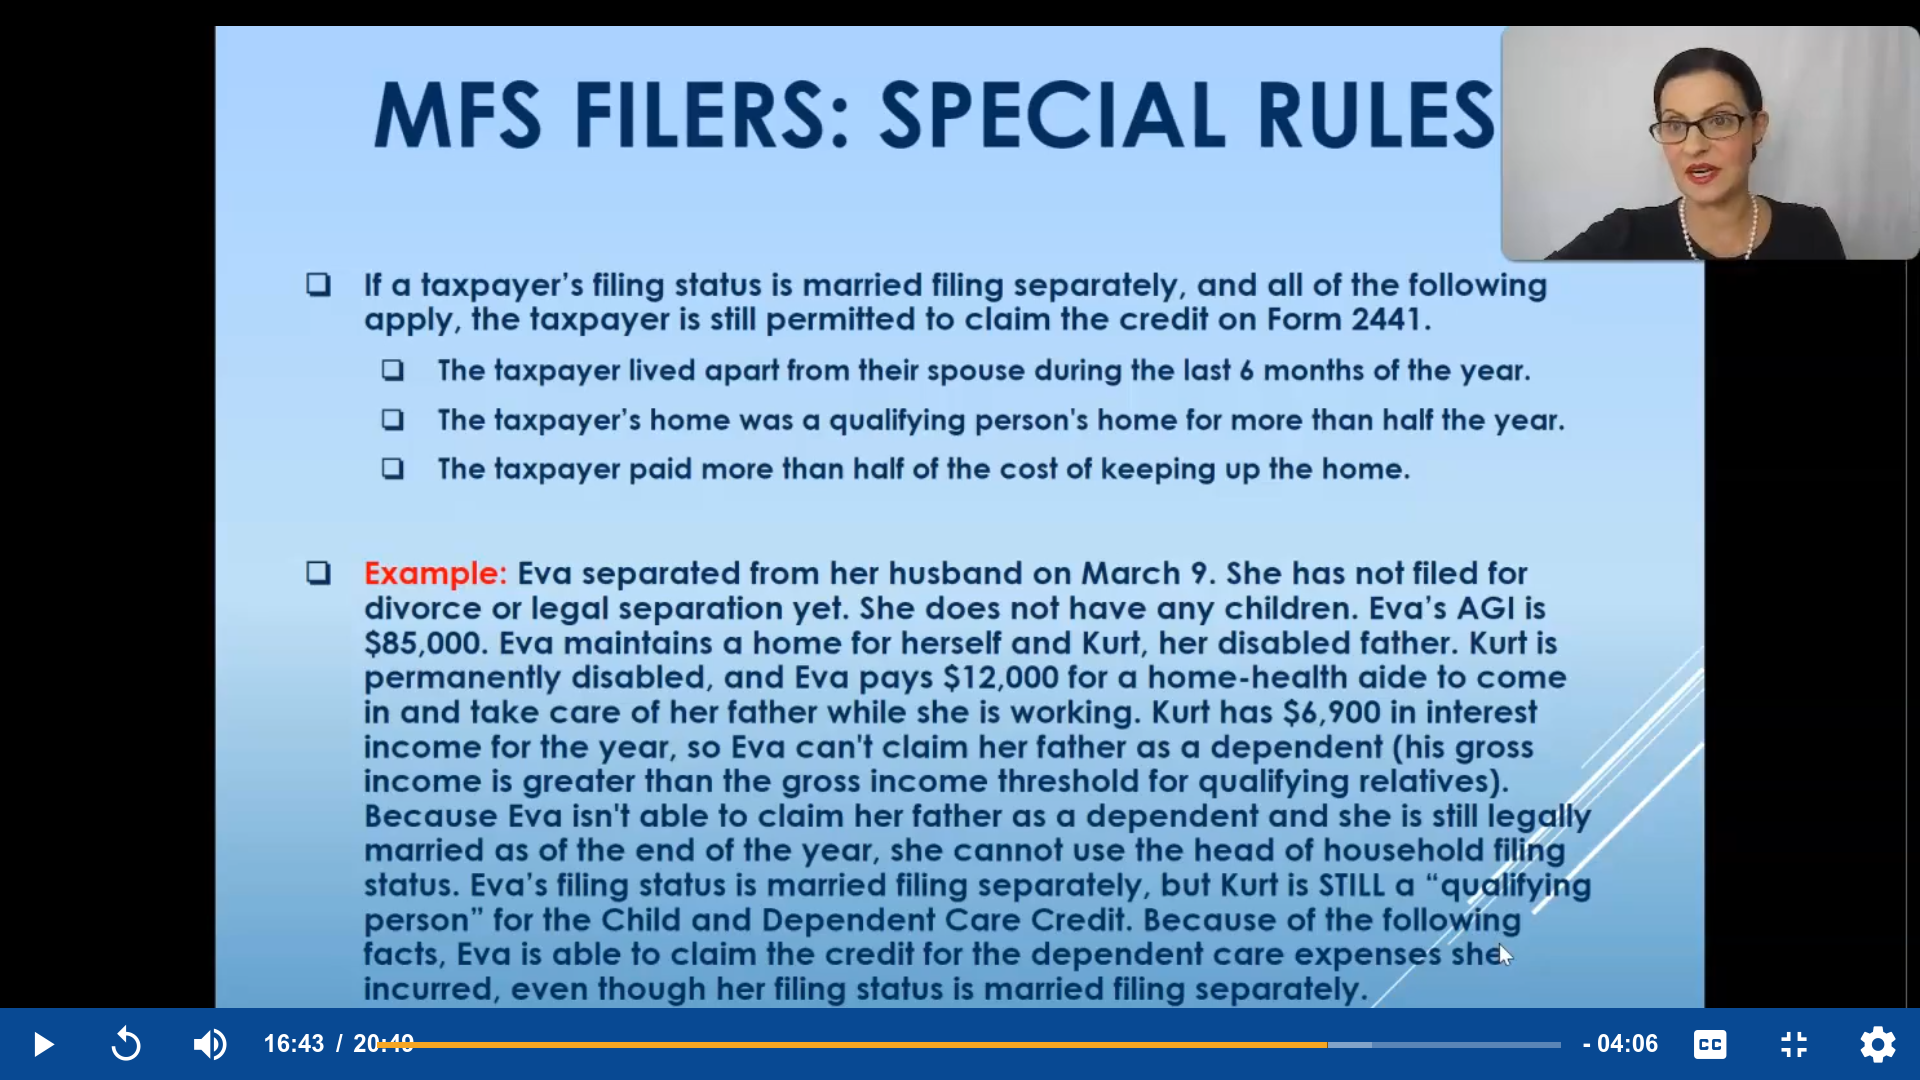 MFS FILERS: SPECIAL RULES
If a taxpayer’s filing status is married filing separately, and all of the following
apply, the taxpayer is still permitted to claim the credit on Form 2441.
The taxpayer lived apart from their spouse during the last 6 months of the year.
The taxpayer’s home was a qualifying person's home for more than half the year.
The taxpayer paid more than half of the cost of keeping up the home.
Example: Eva separated from her husband on March 9. She has not filed for
divorce or legal separation yet. She does not have any children. Eva’s AGI is
$85,000. Eva maintains a home for herself and Kurt, her disabled father. Kurt is
permanently disabled, and Eva pays $12,000 for a home-health aide to come
in and take care of her father while she is working. Kurt has $6,900 in interest
income for the year, so Eva can't claim her father as a dependent (his gross
income is greater than the gross income threshold for qualifying relatives).
Because Eva isn't able to claim her father as a dependent and she is still legally
married as of the end of the year, she cannot use the head of household filing
status. Eva’s filing status is married filing separately, but Kurt is STILL a “qualifying
person” for the Child and Dependent Care Credit. Because of the following
facts, Eva is able to claim the credit for the dependent care expenses she
incurred, even though her filing status is married filing separately.
16:43 / 20:49 - 04:06 CC